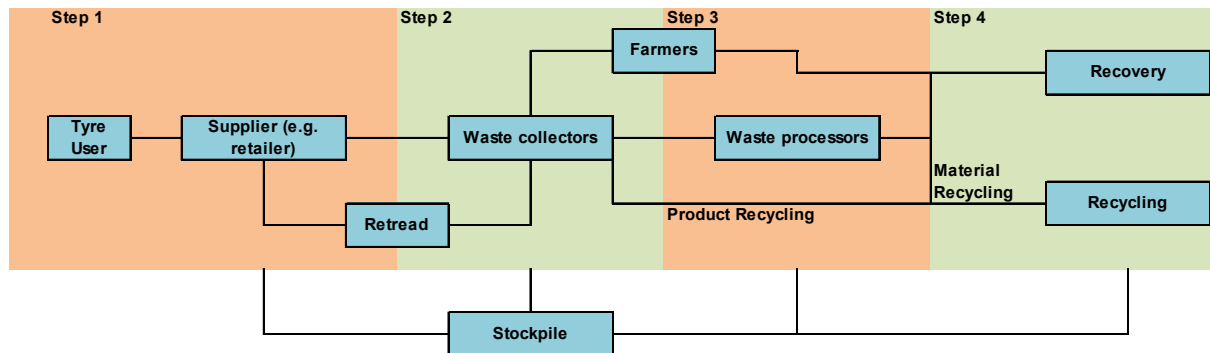 Step 1
Step 2
Step 3
Step 4
Farmers
Recovery
Tyre
User
Supplier (e.g.
retailer)
Waste collectors
Waste processors
Material
Recycling
Recycling
Product Recycling
Retread
Stockpile